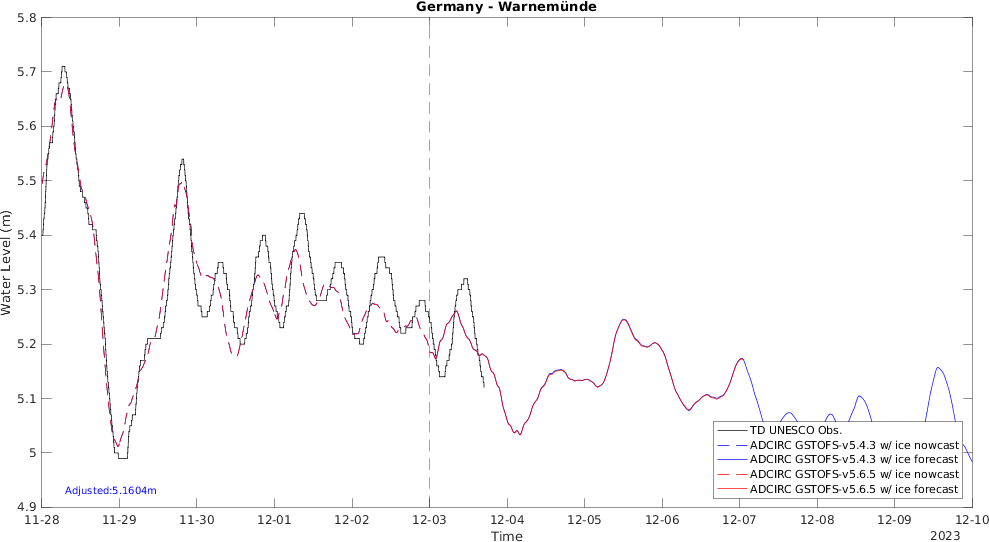 Germany - Warnemünde
5.8
5.7
5.6
5.5
5.4
5.3
5.2
5.1
5
4.9
Water Level (m)
Adjusted:5.1604m
TD UNESCO Obs.
ADCIRC GSTOFS-v5.4.3 w/ ice nowcast
ADCIRC GSTOFS-v5.4.3 w/ ice forecast
ADCIRC GSTOFS-v5.6.5 w/ ice nowcast
ADCIRC GSTOFS-v5.6.5 w/ ice forecast
11-28 11-29 11-30 12-01 12-02 12-03 12-04 12-05 12-06 12-07 12-08 12-09 12-10
Time
2023